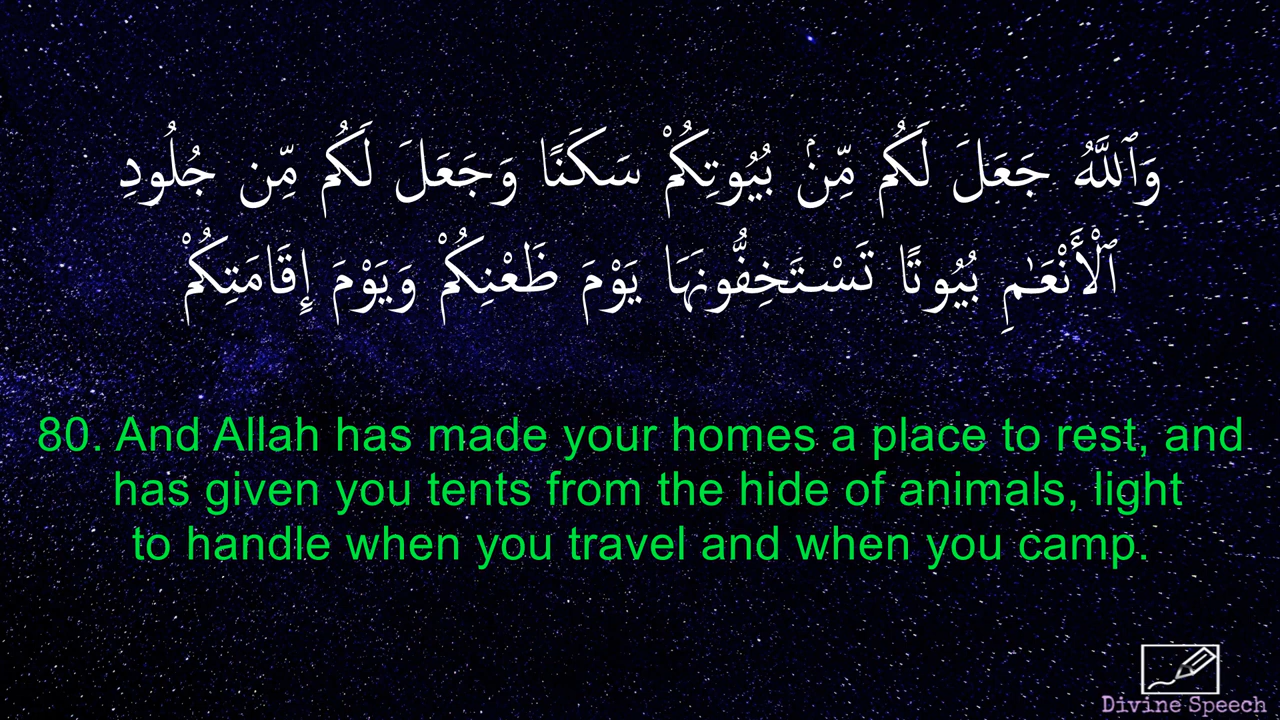 وَٱللَّهُ جَعَلَ لَكُم مِّنۢ بُيُوتِكُمْ سَكَنًا وَجَعَلَ لَكُم مِّن جُلُودِ
ٱلْأَنْعَـٰمِ بُيُوتًا تَسْتَخِفُّونَهَا يَوْمَ ظَعْنِكُمْ وَيَوْمَ إِقَامَتِكُمْ
80. And Allah has made your homes a place to rest, and
has given you tents from the hide of animals, light
to handle when you travel and when you camp.
Divine Speech